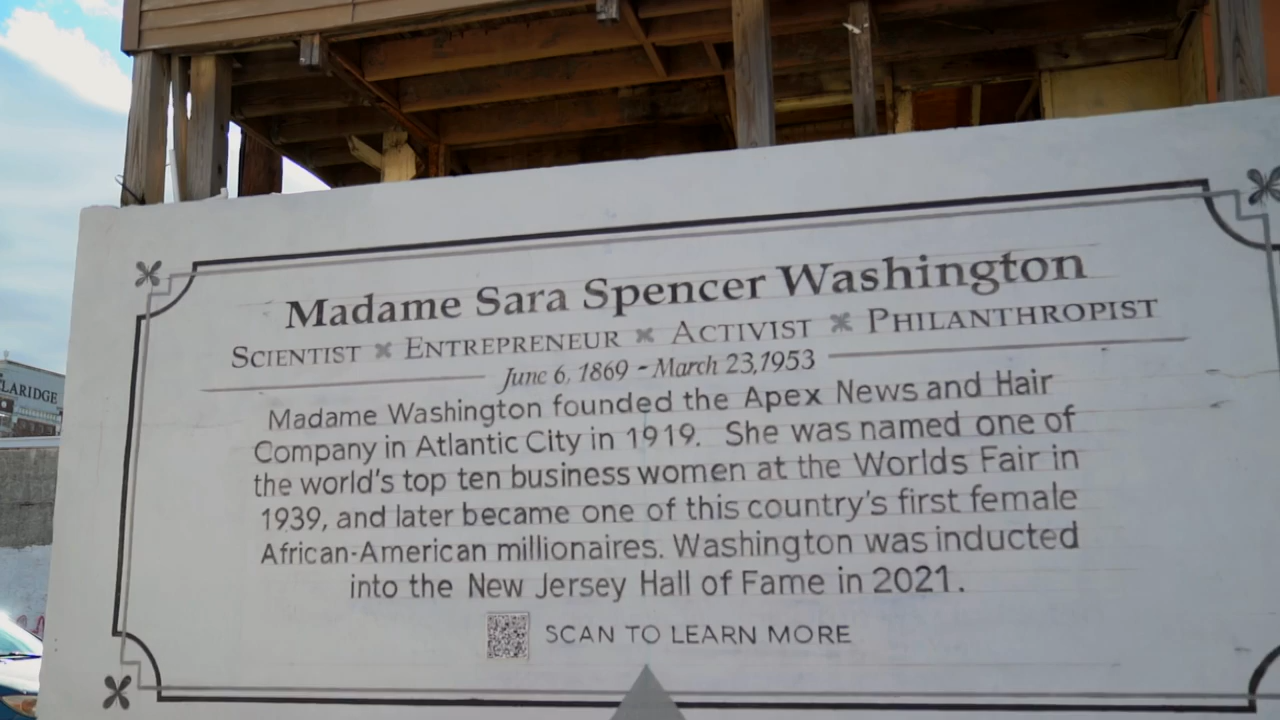 Madame Sara Spencer Washington
SCIENTIST ✖ ENTREPRENEUR ✖ ACTIVIST ✖ PHILANTHROPIST
June 6, 1869 - March 23, 1953
Madame Washington founded the Apex News and Hair
Company in Atlantic City in 1919. She was named one of
the world's top ten business women at the Worlds Fair in
1939, and later became one of this country's first female
African-American millionaires. Washington was inducted
into the New Jersey Hall of Fame in 2021.
SCAN TO LEARN MORE
LARIDGE